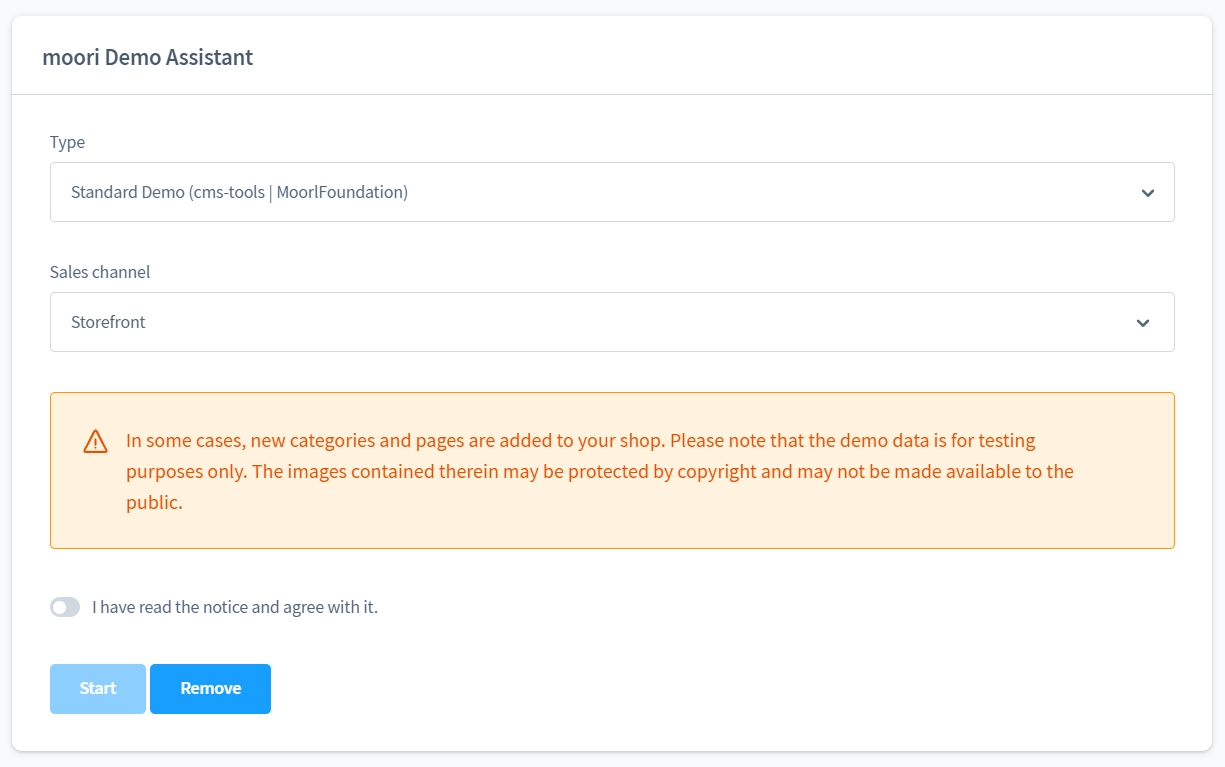 moori Demo Assistant
Type
Standard Demo (cms-tools | MoorlFoundation)
Sales channel
Storefront
In some cases, new categories and pages are added to your shop. Please note that the demo data is for testing
purposes only. The images contained therein may be protected by copyright and may not be made available to the
public.
I have read the notice and agree with it.
Start
Remove